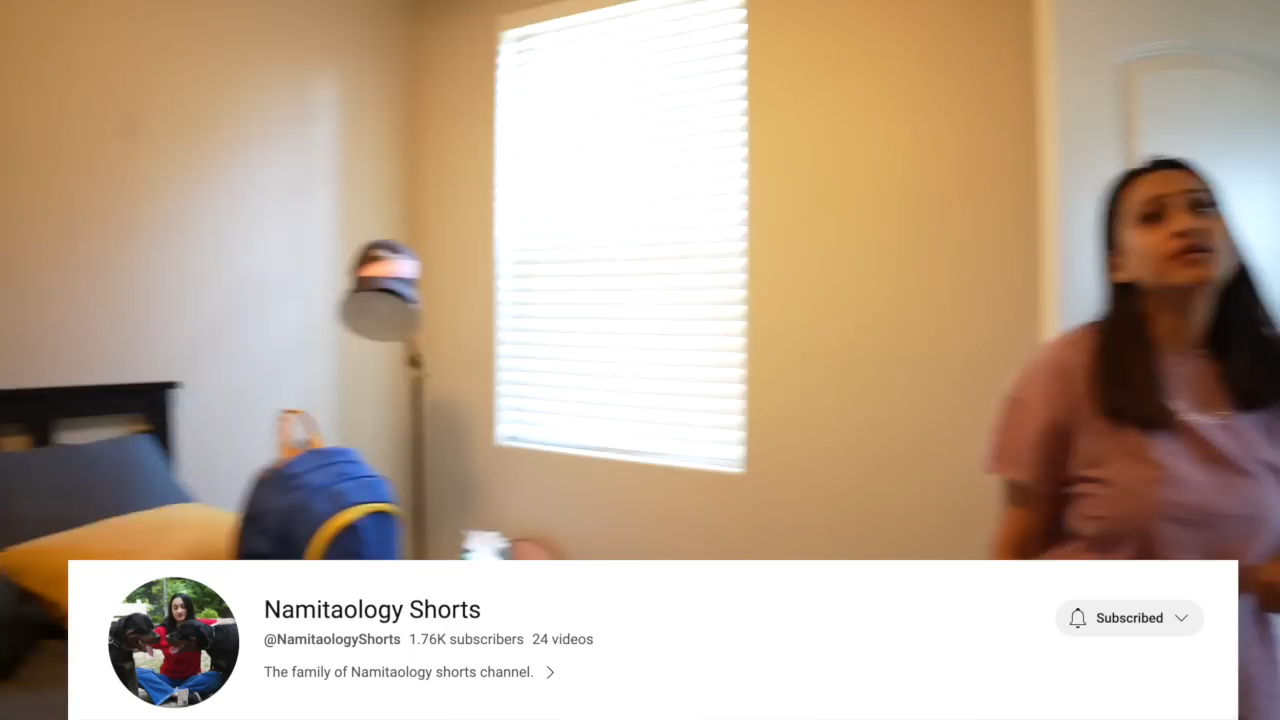 Namitaology Shorts
@NamitaologyShorts 1.76K subscribers 24 videos
The family of Namitaology shorts channel.
Subscribed